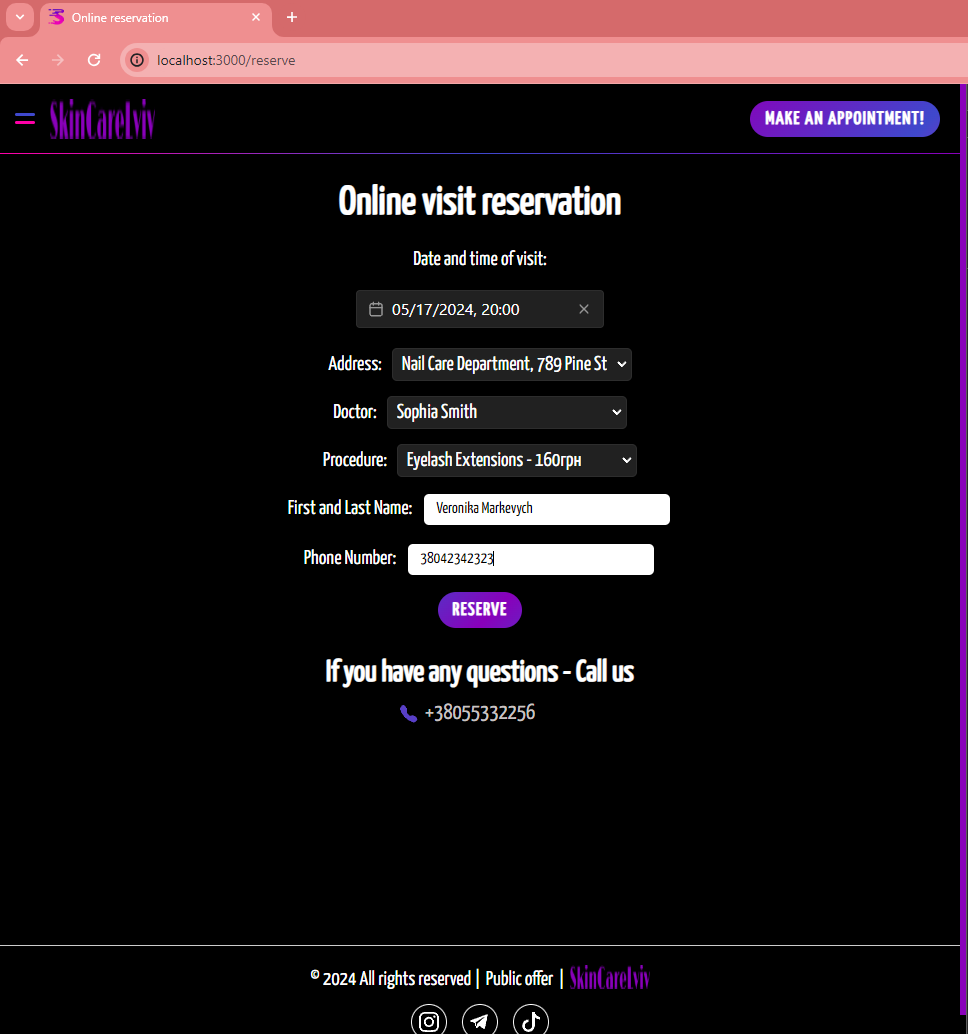 Online reservation
localhost:3000/reserve
SkinCareLviv
MAKE AN APPOINTMENT!
Online visit reservation
Date and time of visit:
05/17/2024, 20:00
Address: Nail Care Department, 789 Pine St
Doctor: Sophia Smith
Procedure: Eyelash Extensions - 160грн
First and Last Name: Veronika Markevych
Phone Number: 38042342323
RESERVE
If you have any questions - Call us
+38055332256
© 2024 All rights reserved | Public offer | SkinCareLviv